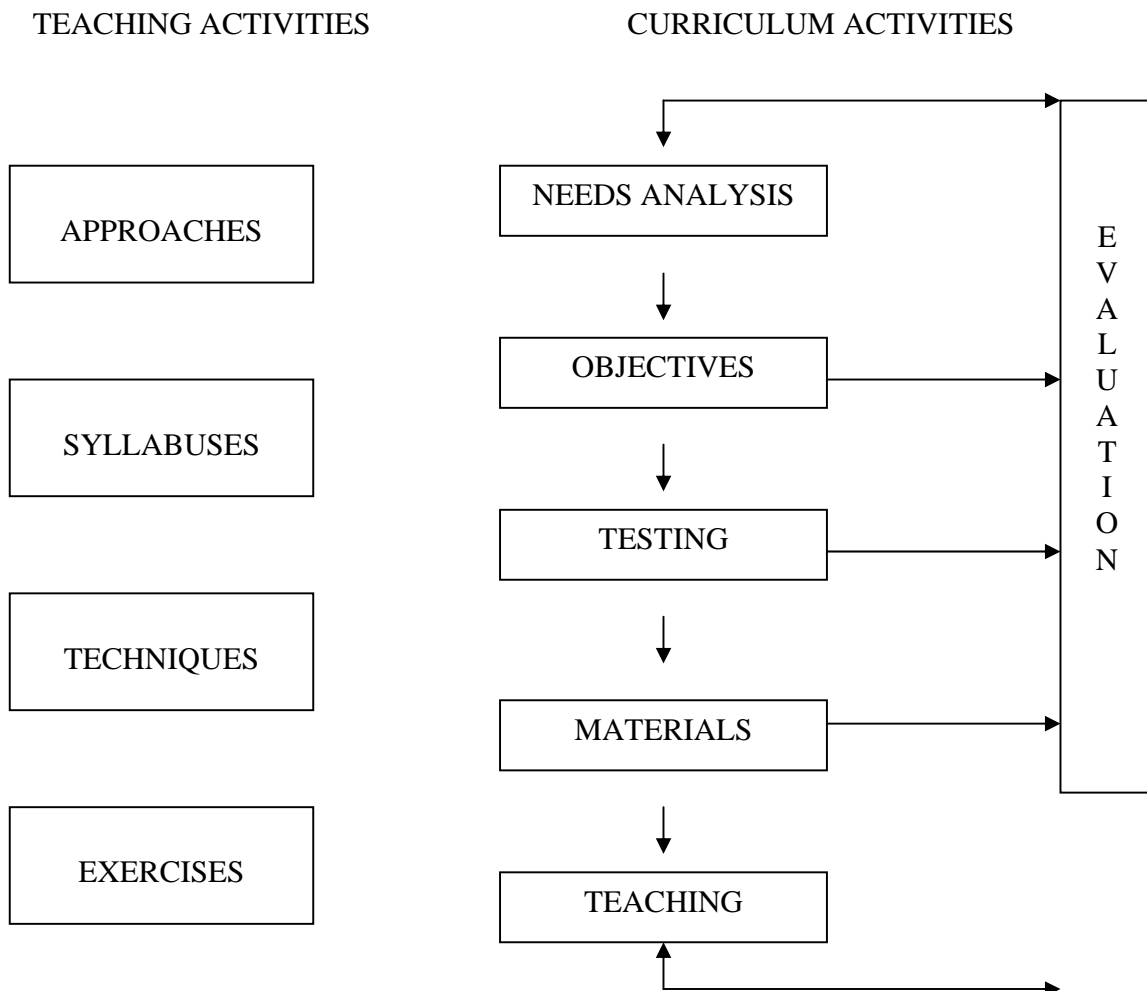 TEACHING ACTIVITIES
CURRICULUM ACTIVITIES
APPROACHES
SYLLABUSES
TECHNIQUES
EXERCISES
NEEDS ANALYSIS
OBJECTIVES
TESTING
MATERIALS
TEACHING
E
V
A
L
U
A
T
I
O
N